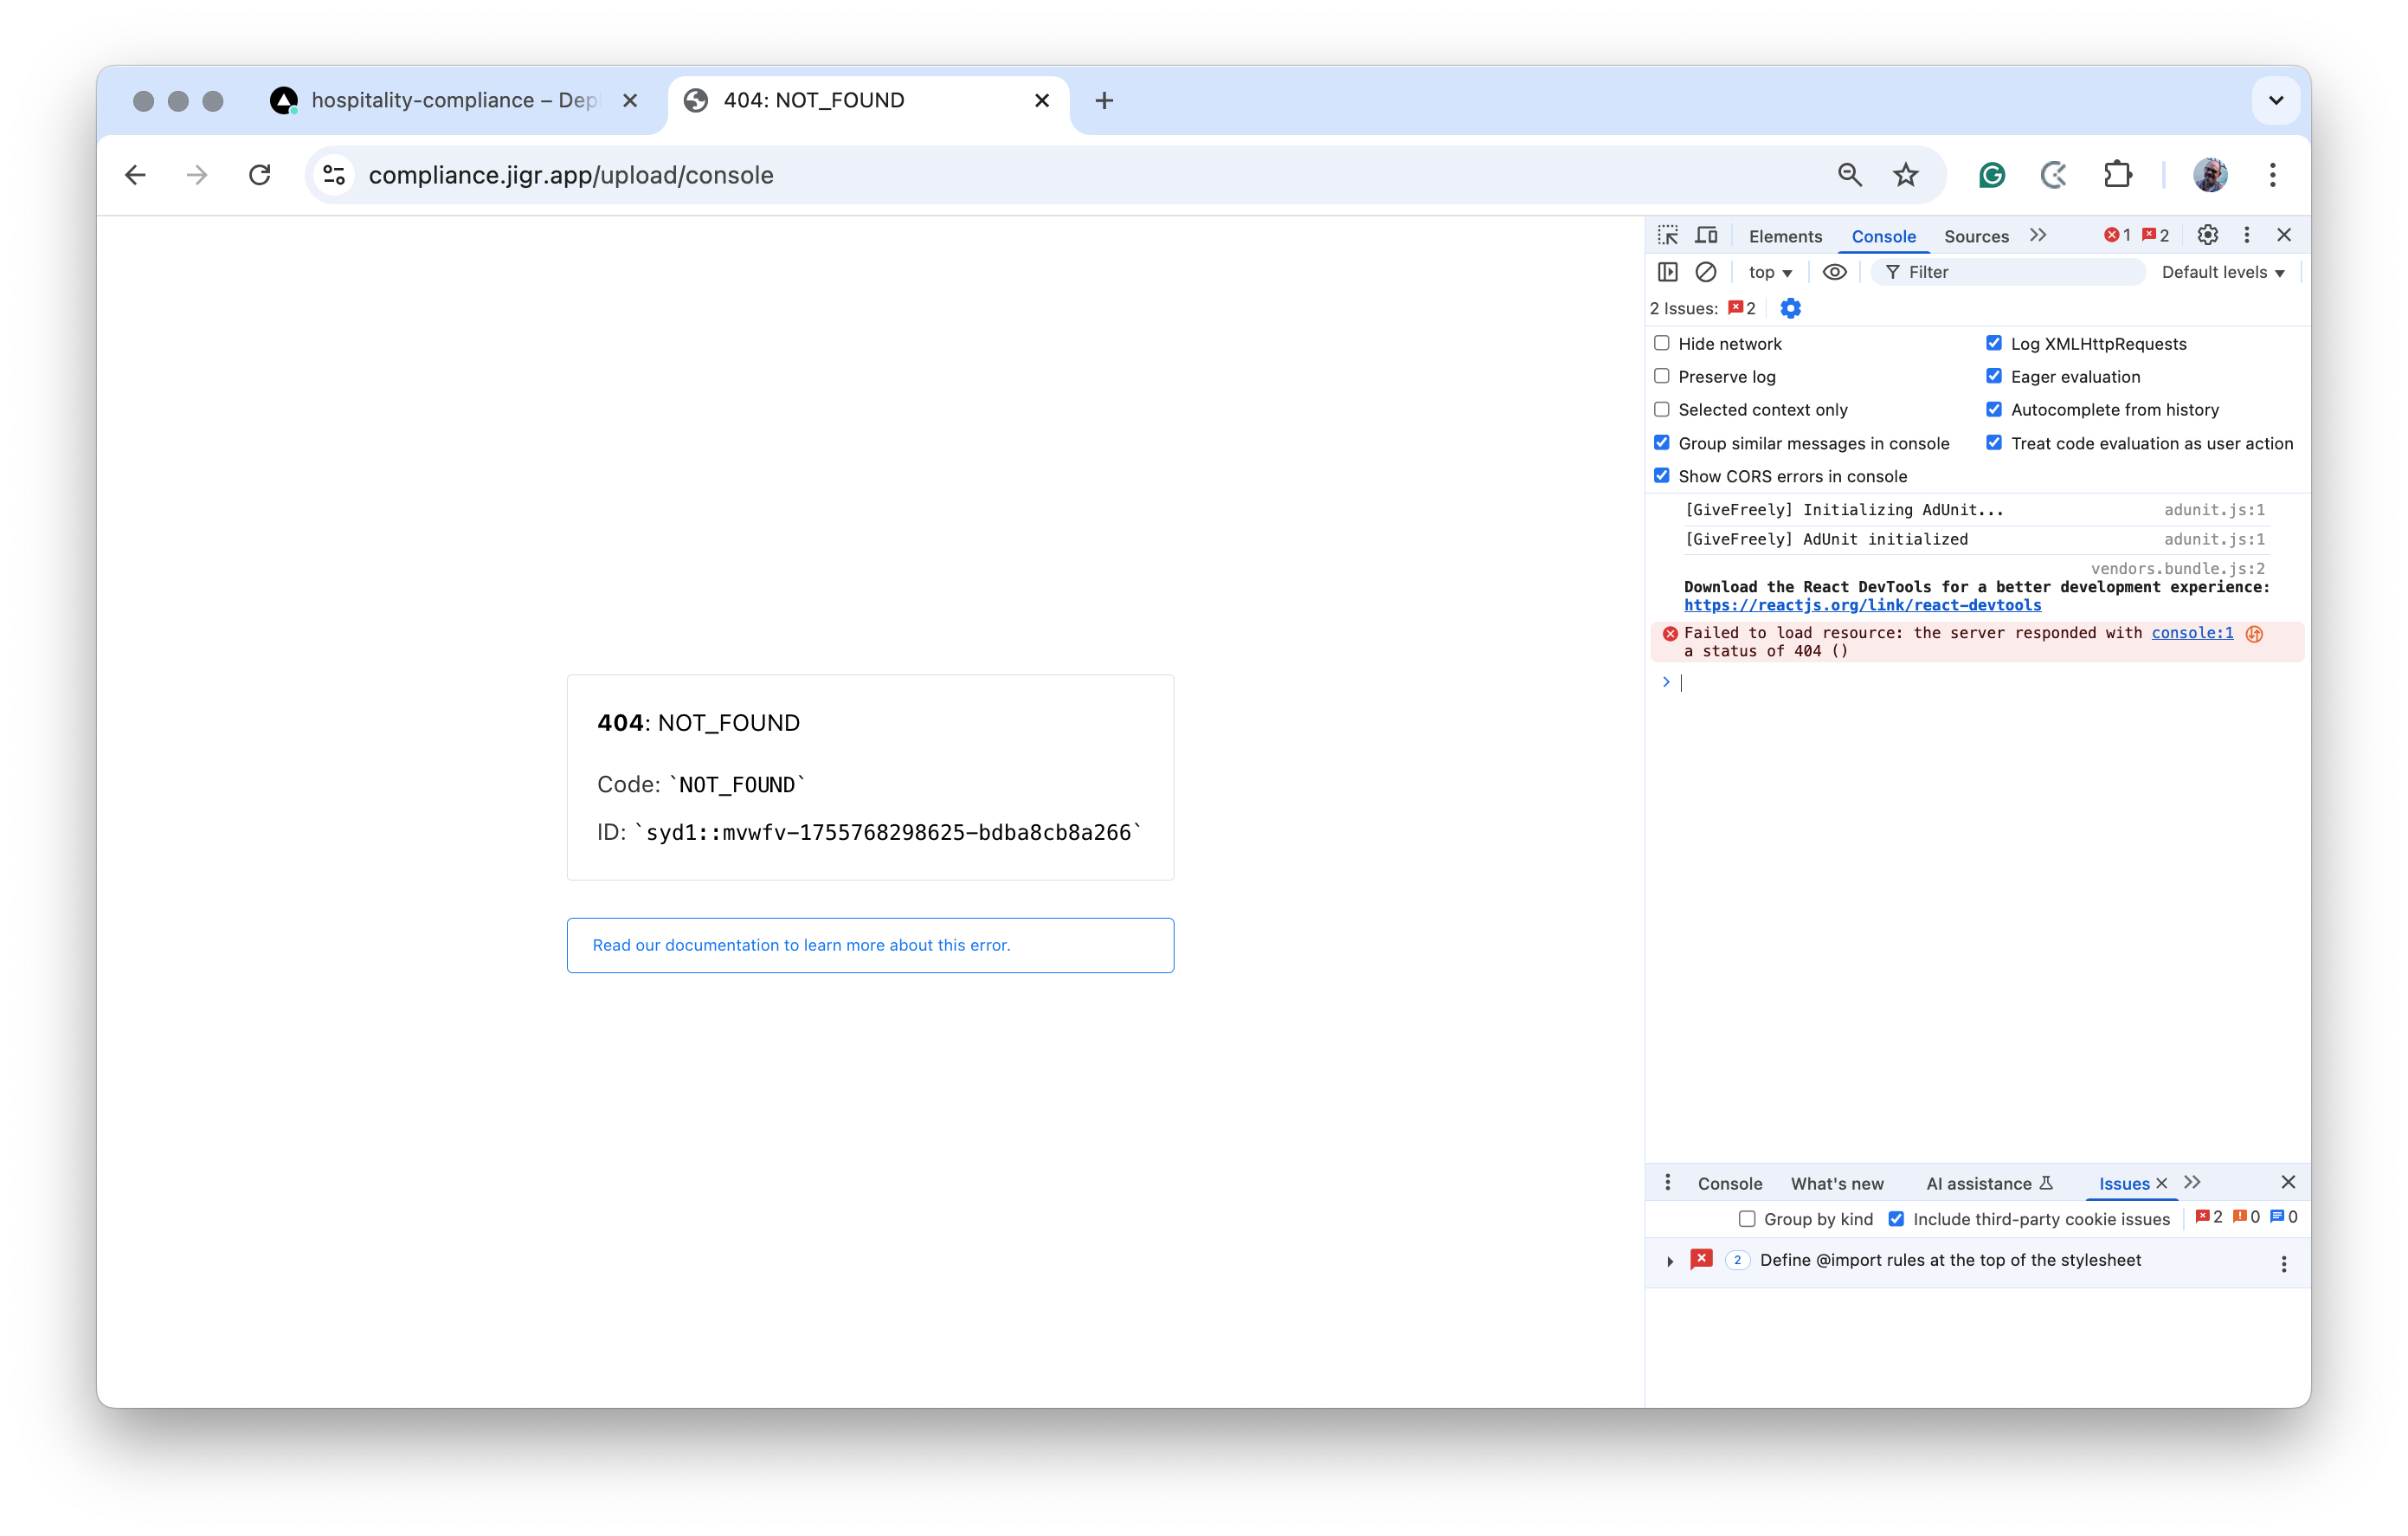 hospitality-compliance – Dep
404: NOT_FOUND
compliance.jigr.app/upload/console
Elements Console Sources 1 2
top Filter Default levels
2 Issues: 2
Hide network Log XMLHttpRequests
Preserve log Eager evaluation
Selected context only Autocomplete from history
Group similar messages in console Treat code evaluation as user action
Show CORS errors in console
[GiveFreely] Initializing AdUnit... adunit.js:1
[GiveFreely] AdUnit initialized adunit.js:1
vendors.bundle.js:2
Download the React DevTools for a better development experience:
https://reactjs.org/link/react-devtools
Failed to load resource: the server responded with console:1
a status of 404 ()
404: NOT_FOUND
Code: `NOT_FOUND`
ID: `syd1::mvwfv-1755768298625-bdba8cb8a266`
Read our documentation to learn more about this error.
Console What's new AI assistance Issues
Group by kind Include third-party cookie issues 2 0 0
2 Define @import rules at the top of the stylesheet